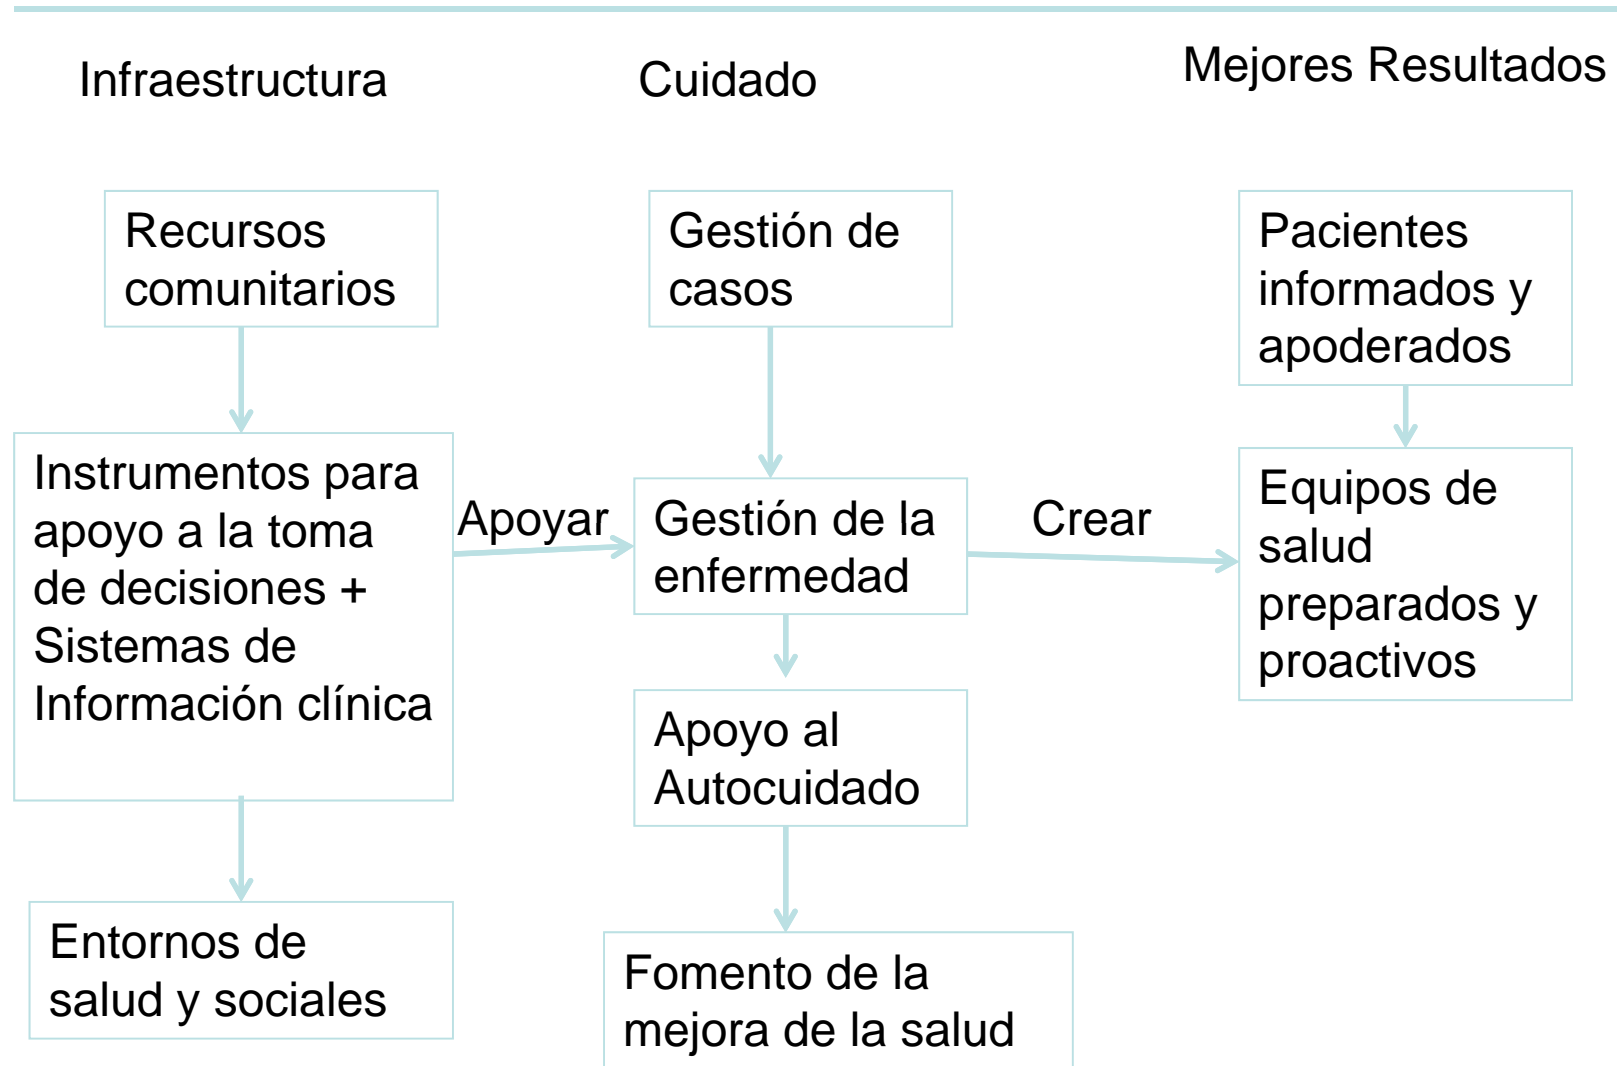 Infraestructura
Cuidado
Mejores Resultados
Recursos
comunitarios
Gestión de
casos
Pacientes
informados y
apoderados
Instrumentos para
apoyo a la toma
de decisiones +
Sistemas de
Información clínica
Apoyar
Gestión de la
enfermedad
Crear
Equipos de
salud
preparados y
proactivos
Apoyo al
Autocuidado
Entornos de
salud y sociales
Fomento de la
mejora de la salud